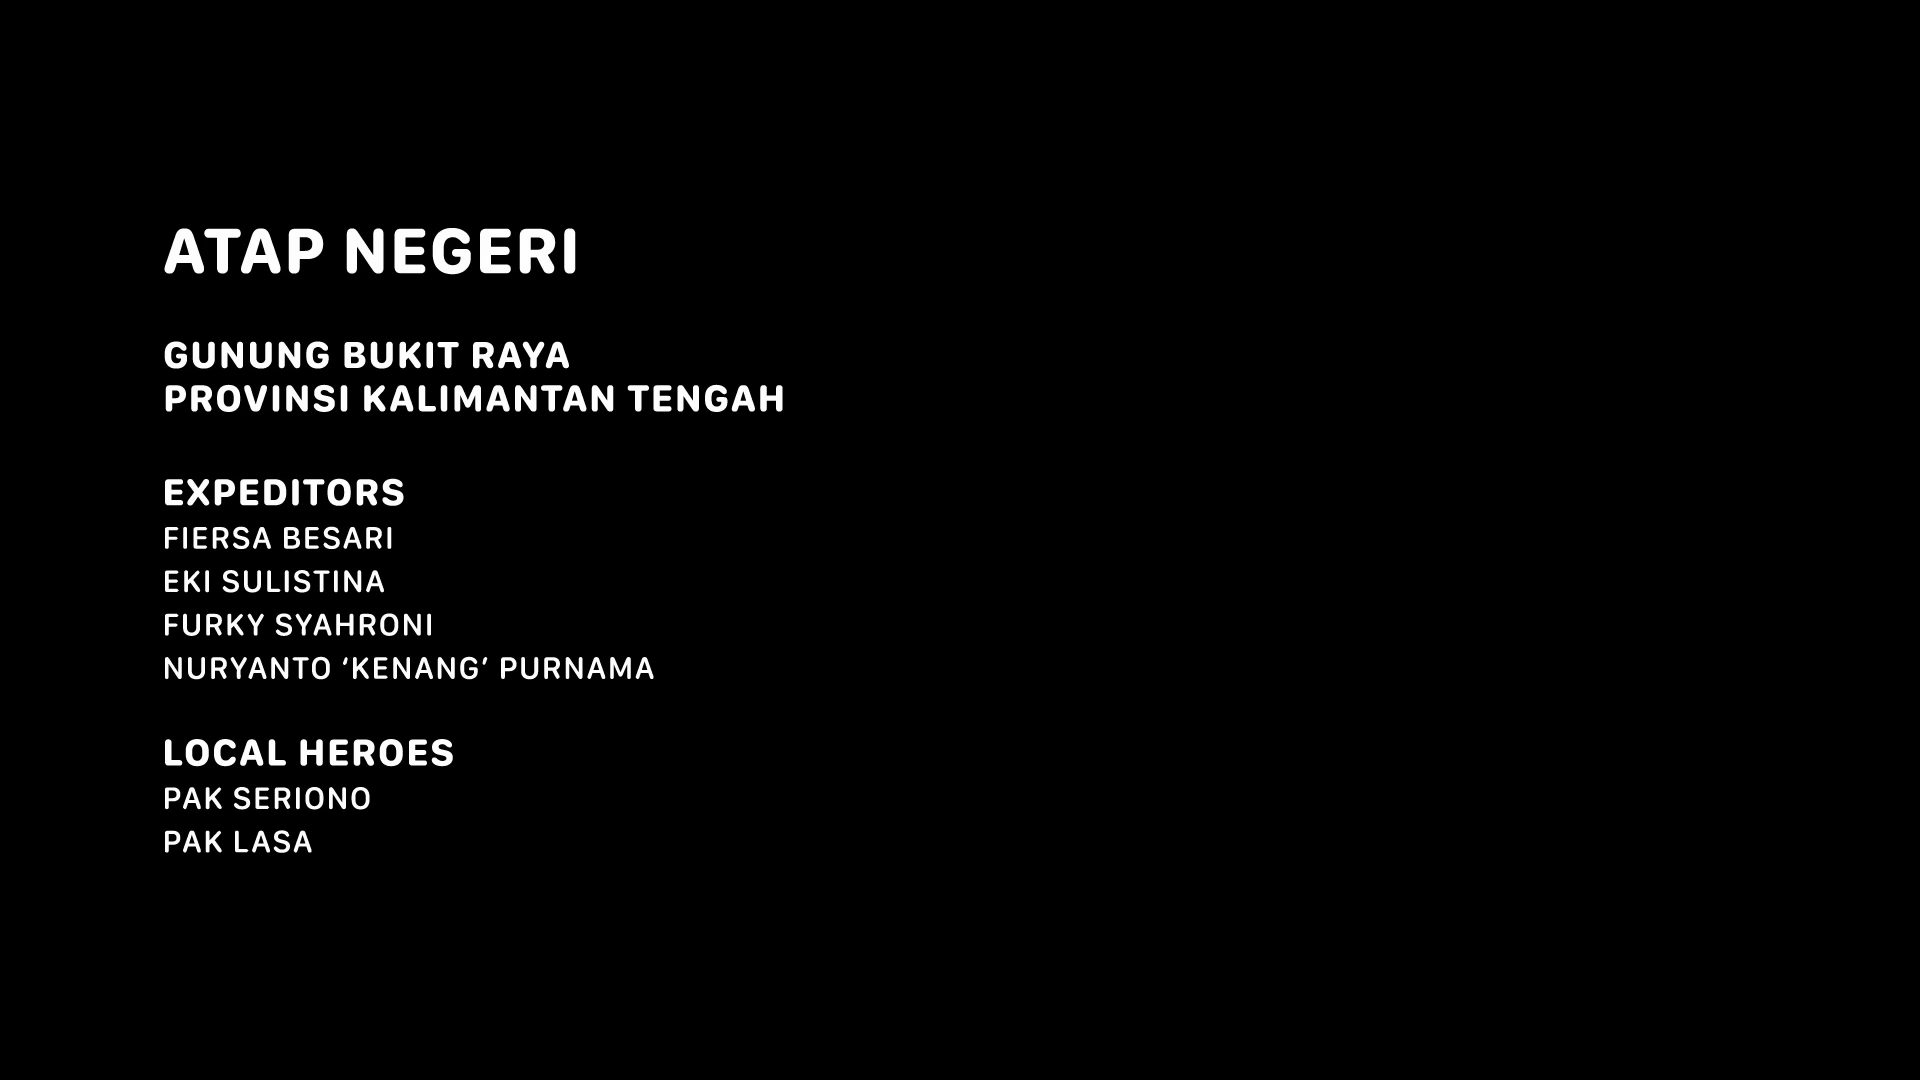 ATAP NEGERI
GUNUNG BUKIT RAYA
PROVINSI KALIMANTAN TENGAH
EXPEDITORS
FIERSA BESARI
EKI SULISTINA
FURKY SYAHRONI
NURYANTO ‘KENANG’ PURNAMA
LOCAL HEROES
PAK SERIONO
PAK LASA